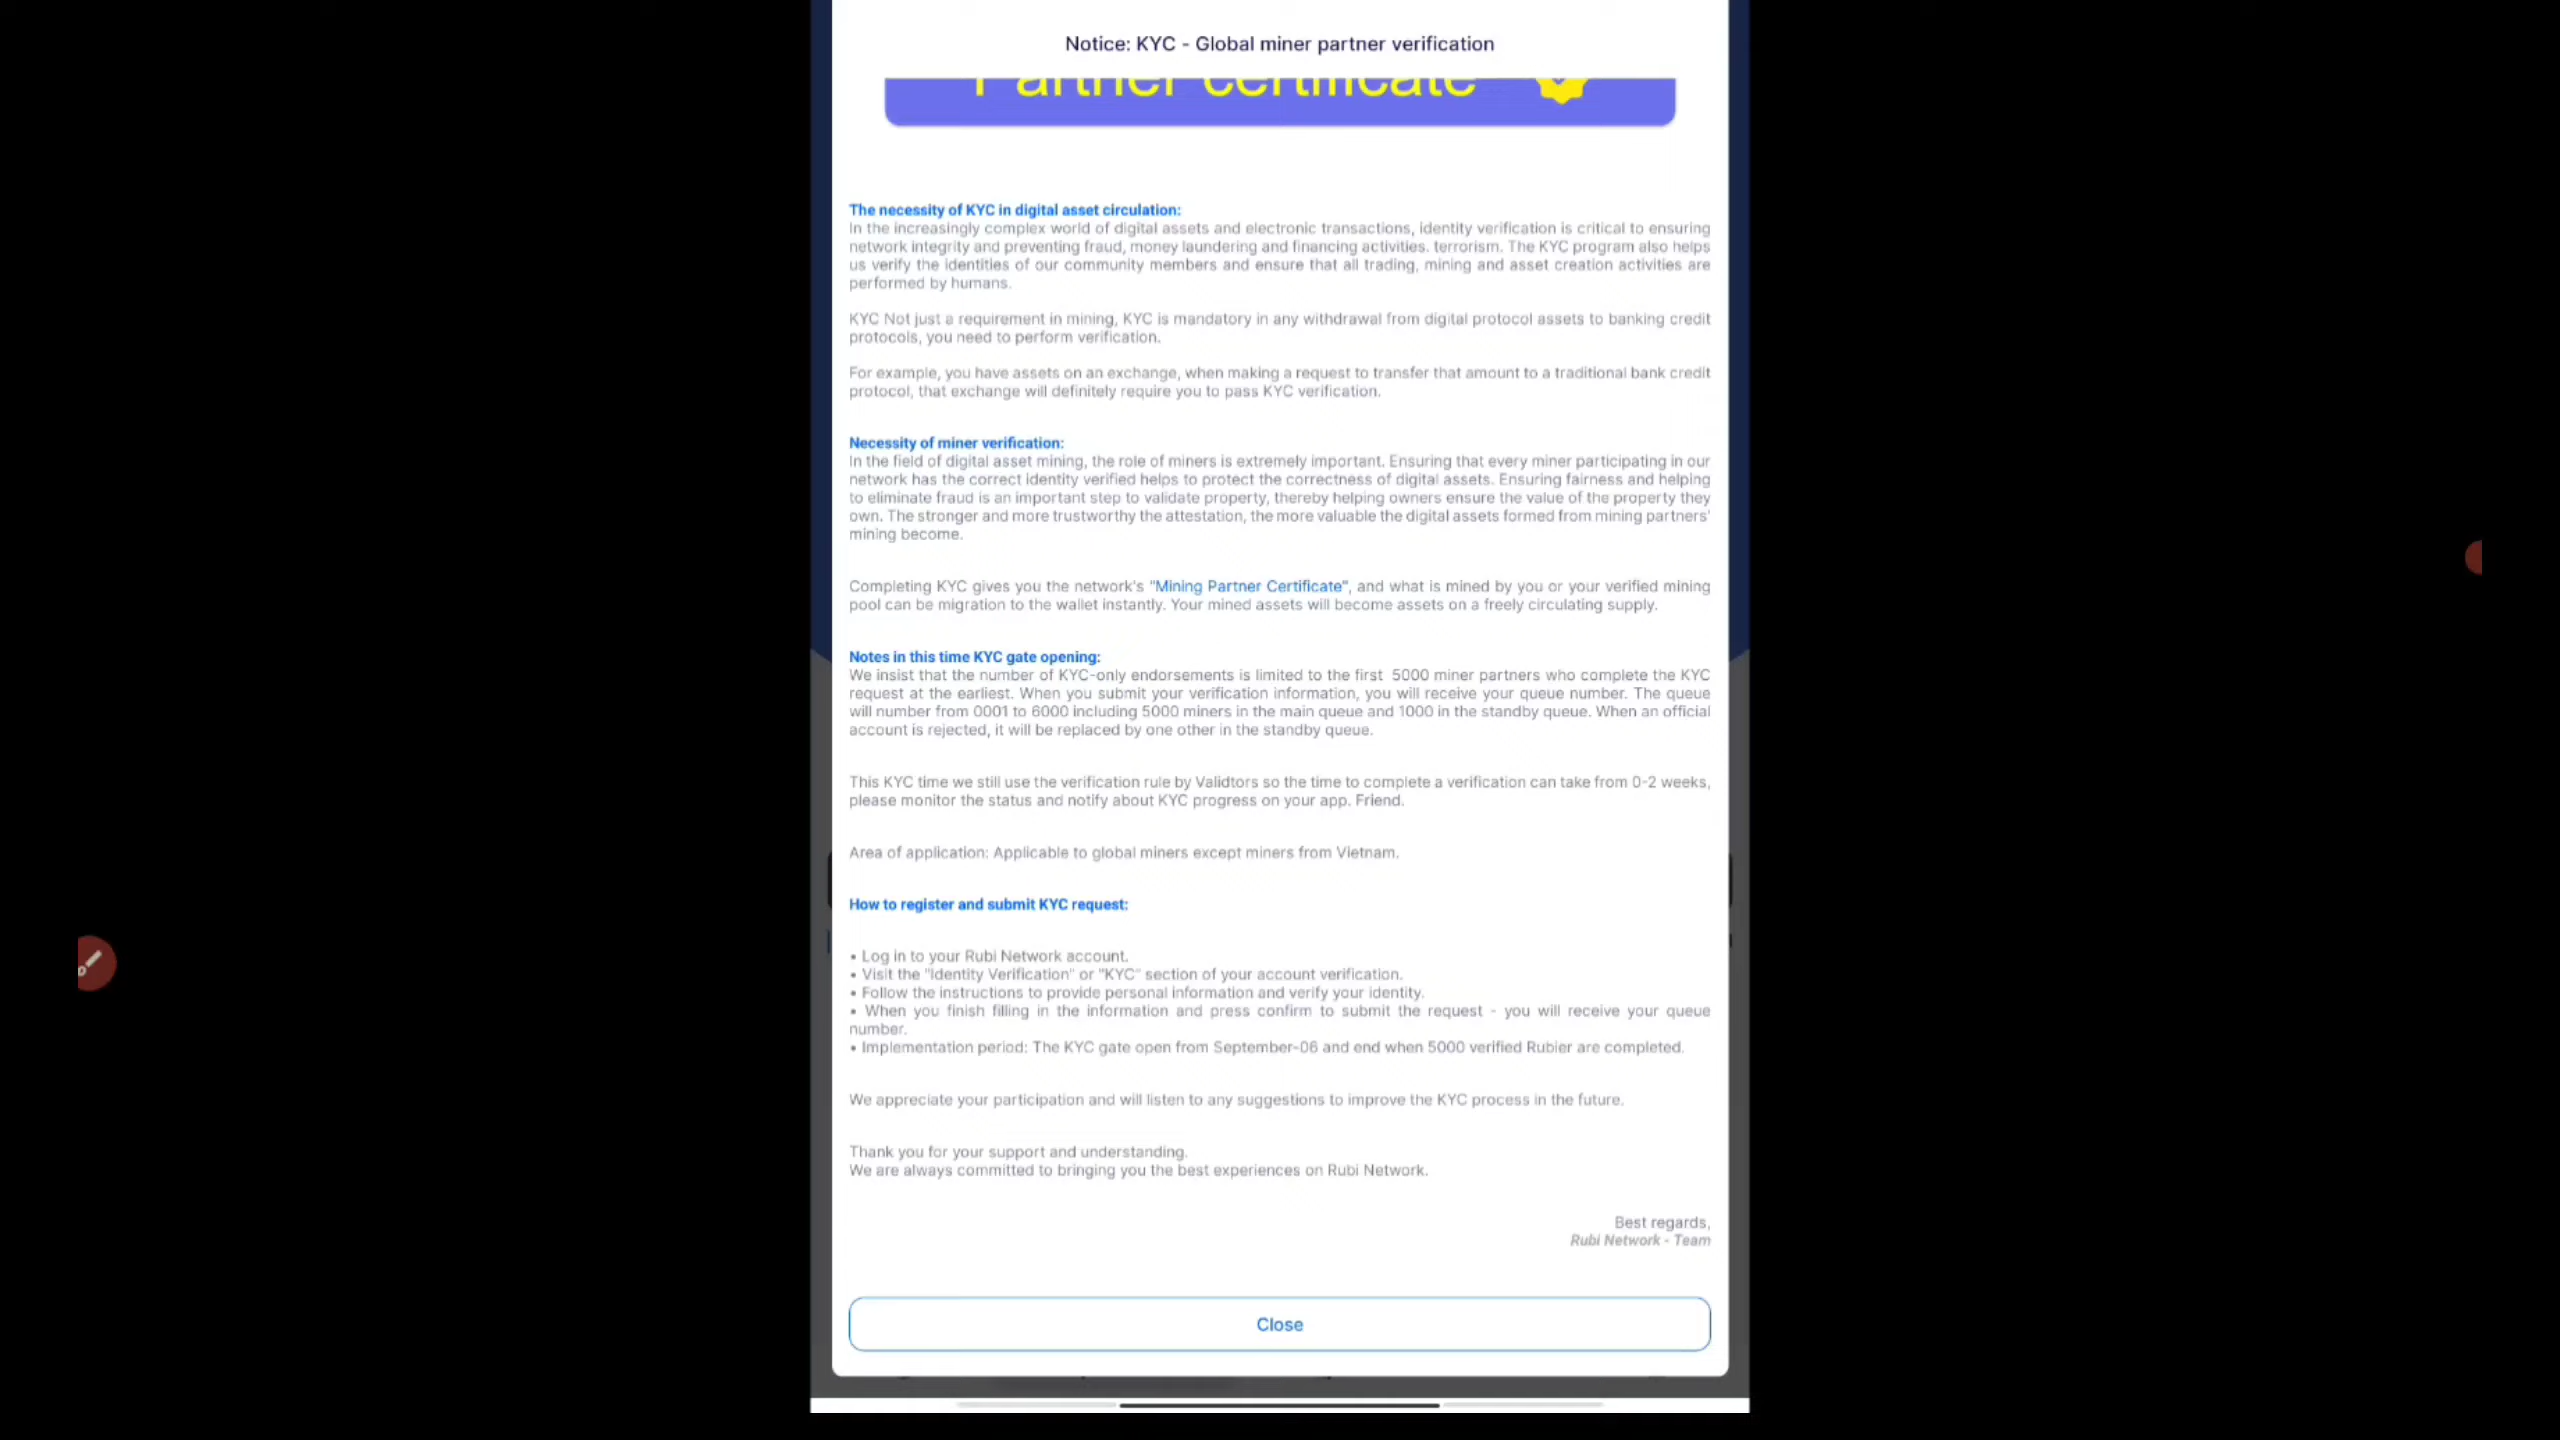 Notice: KYC - Global miner partner verification
Partner certificate
The necessity of KYC in digital asset circulation:
In the increasingly complex world of digital assets and electronic transactions, identity verification is critical to ensuring
network integrity and preventing fraud, money laundering and financing activities. terrorism. The KYC program also helps
us verify the identities of our community members and ensure that all trading, mining and asset creation activities are
performed by humans.
KYC Not just a requirement in mining, KYC is mandatory in any withdrawal from digital protocol assets to banking credit
protocols, you need to perform verification.
For example, you have assets on an exchange, when making a request to transfer that amount to a traditional bank credit
protocol, that exchange will definitely require you to pass KYC verification.
Necessity of miner verification:
In the field of digital asset mining, the role of miners is extremely important. Ensuring that every miner participating in our
network has the correct identity verified helps to protect the correctness of digital assets. Ensuring fairness and helping
to eliminate fraud is an important step to validate property, thereby helping owners ensure the value of the property they
own. The stronger and more trustworthy the attestation, the more valuable the digital assets formed from mining partners'
mining become.
Completing KYC gives you the network's "Mining Partner Certificate", and what is mined by you or your verified mining
pool can be migration to the wallet instantly. Your mined assets will become assets on a freely circulating supply.
Notes in this time KYC gate opening:
We insist that the number of KYC-only endorsements is limited to the first 5000 miner partners who complete the KYC
request at the earliest. When you submit your verification information, you will receive your queue number. The queue
will number from 0001 to 6000 including 5000 miners in the main queue and 1000 in the standby queue. When an official
account is rejected, it will be replaced by one other in the standby queue.
This KYC time we still use the verification rule by Validtors so the time to complete a verification can take from 0-2 weeks,
please monitor the status and notify about KYC progress on your app. Friend.
Area of application: Applicable to global miners except miners from Vietnam.
How to register and submit KYC request:
• Log in to your Rubi Network account.
• Visit the "Identity Verification" or "KYC" section of your account verification.
• Follow the instructions to provide personal information and verify your identity.
• When you finish filling in the information and press confirm to submit the request - you will receive your queue
number.
• Implementation period: The KYC gate open from September-06 and end when 5000 verified Rubier are completed.
We appreciate your participation and will listen to any suggestions to improve the KYC process in the future.
Thank you for your support and understanding.
We are always committed to bringing you the best experiences on Rubi Network.
Best regards,
Rubi Network - Team
Close